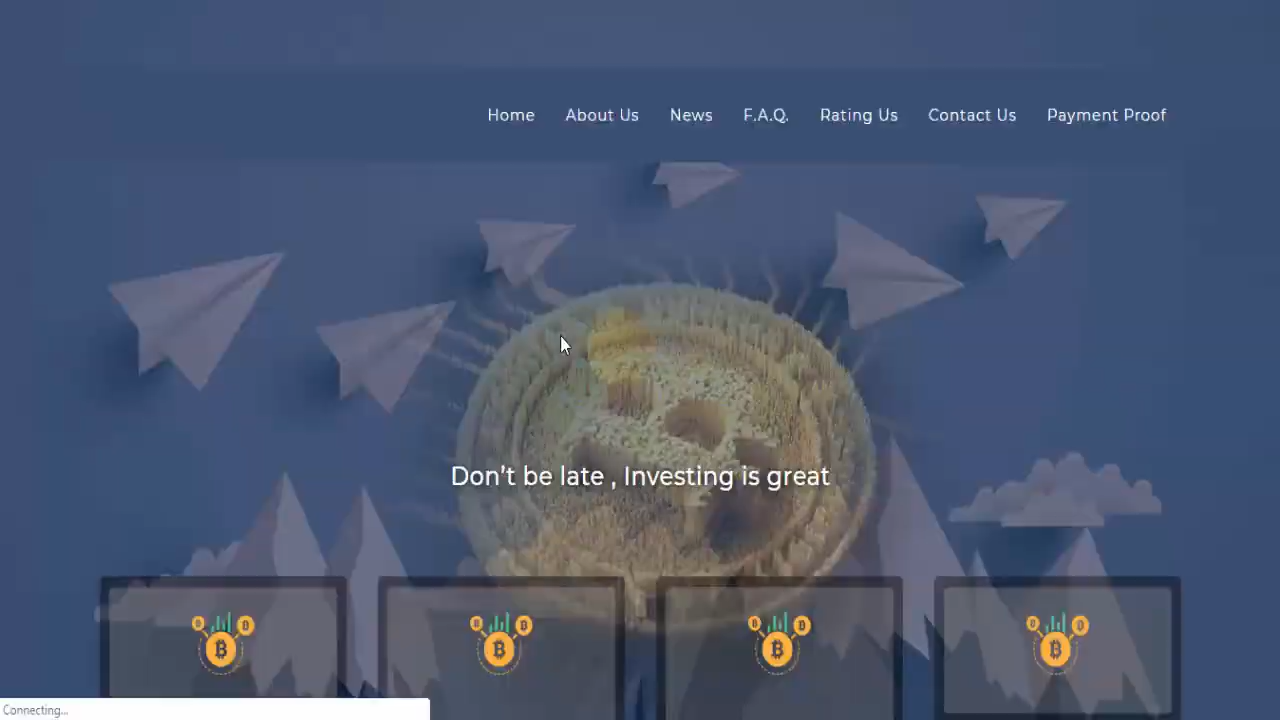 Home About Us News F.A.Q. Rating Us Contact Us Payment Proof
Don't be late , Investing is great
Connecting...